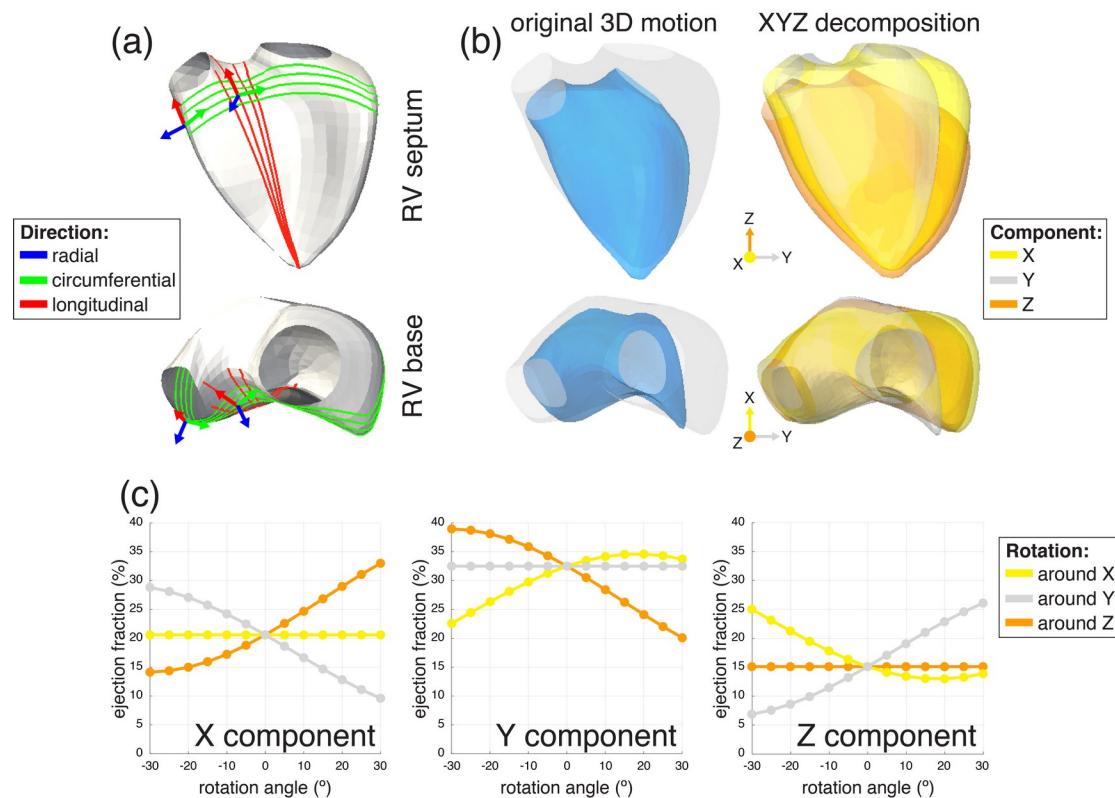 (a)
(b)
original 3D motion
XYZ decomposition
RV septum
RV base
Direction:
radial
circumferential
longitudinal
Z
X
Y
X
Z
Y
Component:
X
Y
Z
(c)
ejection fraction (%)
40
35
30
25
20
15
10
5
0
X component
-30
-20
-10
0
10
20
30
rotation angle (º)
ejection fraction (%)
40
35
30
25
20
15
10
5
0
Y component
-30
-20
-10
0
10
20
30
rotation angle (º)
ejection fraction (%)
40
35
30
25
20
15
10
5
0
Z component
-30
-20
-10
0
10
20
30
rotation angle (º)
Rotation:
around X
around Y
around Z